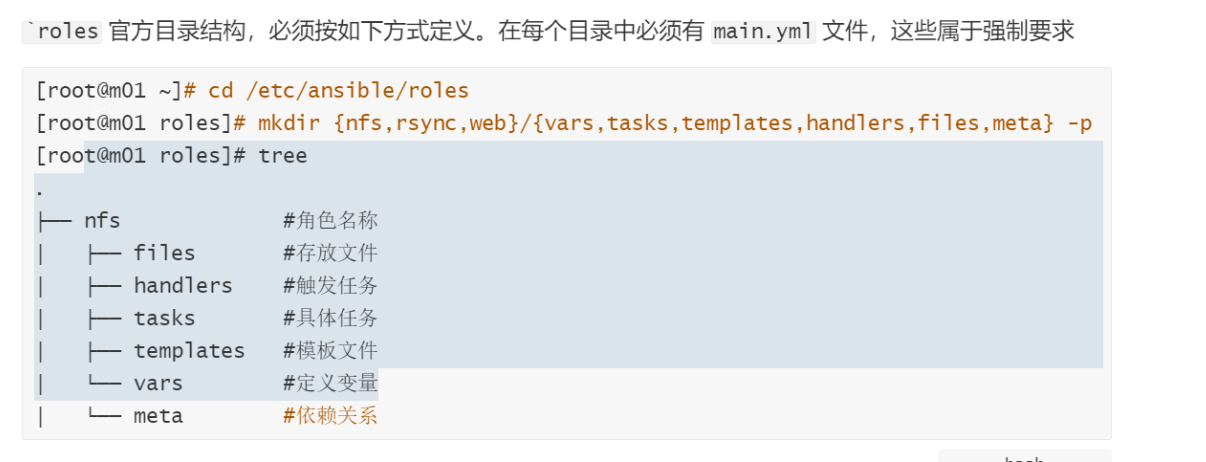 `roles 官方目录结构，必须按如下方式定义。在每个目录中必须有 main.yml 文件，这些属于强制要求
[root@m01 ~]# cd /etc/ansible/roles
[root@m01 roles]# mkdir {nfs,rsync,web}/{vars,tasks,templates,handlers,files,meta} -p
[root@m01 roles]# tree
.
├── nfs             #角色名称
│   ├── files       #存放文件
│   ├── handlers    #触发任务
│   ├── tasks       #具体任务
│   ├── templates   #模板文件
│   └── vars        #定义变量
│   └── meta        #依赖关系